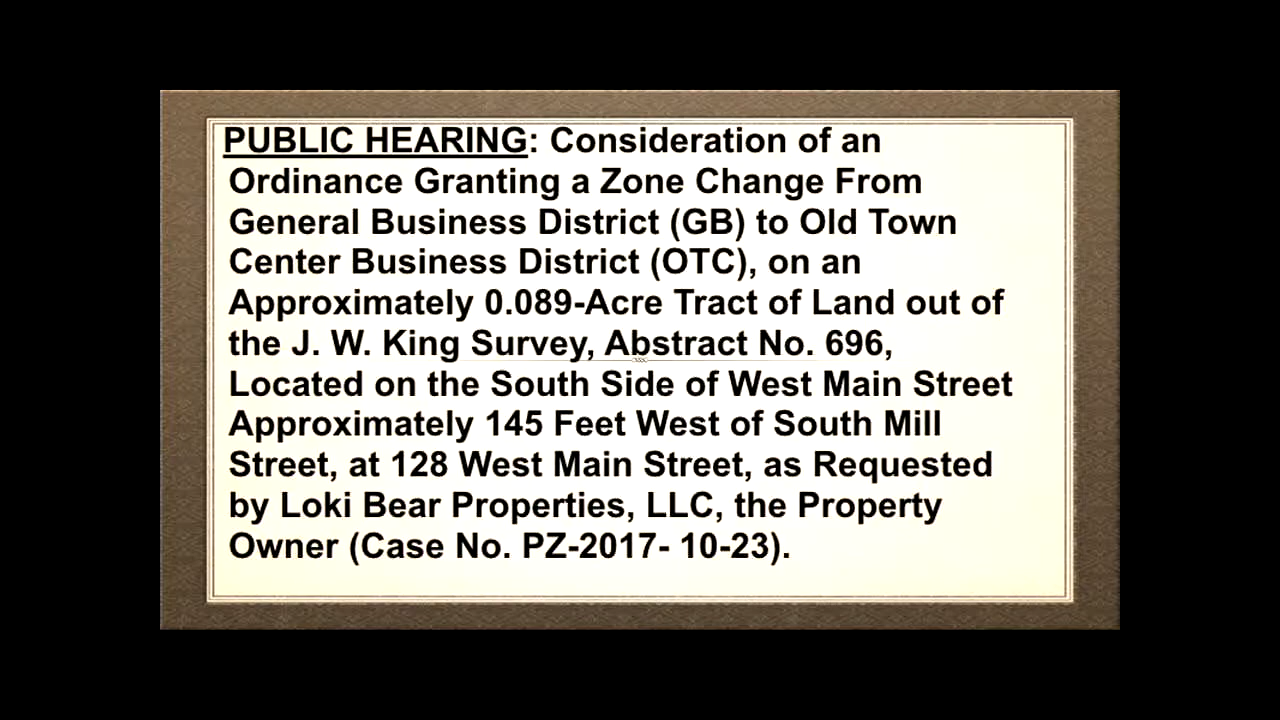 PUBLIC HEARING: Consideration of an
Ordinance Granting a Zone Change From
General Business District (GB) to Old Town
Center Business District (OTC), on an
Approximately 0.089-Acre Tract of Land out of
the J. W. King Survey, Abstract No. 696,
Located on the South Side of West Main Street
Approximately 145 Feet West of South Mill
Street, at 128 West Main Street, as Requested
by Loki Bear Properties, LLC, the Property
Owner (Case No. PZ-2017- 10-23).